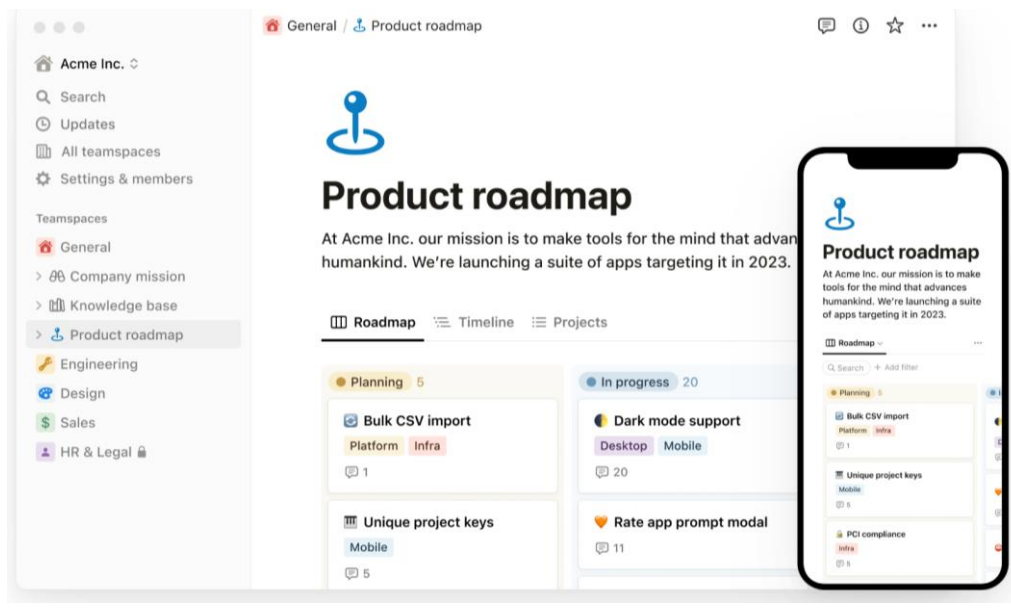 General / Product roadmap
Acme Inc.
Search
Updates
All teamspaces
Settings & members
Teamspaces
General
Company mission
Knowledge base
Product roadmap
Engineering
Design
Sales
HR & Legal
Product roadmap
At Acme Inc. our mission is to make tools for the mind that advan
humankind. We're launching a suite of apps targeting it in 2023.
Roadmap Timeline Projects
Planning 5
Bulk CSV import
Platform Infra
1
Unique project keys
Mobile
5
In progress 20
Dark mode support
Desktop Mobile
20
Rate app prompt modal
11
Product roadmap
At Acme Inc. our mission is to make
tools for the mind that advances
humankind. We're launching a suite
of apps targeting it in 2023.
Roadmap
Search + Add filter
Planning 5
Bulk CSV import
Platform Infra
1
Unique project keys
Mobile
5
PCI compliance
Infra
5